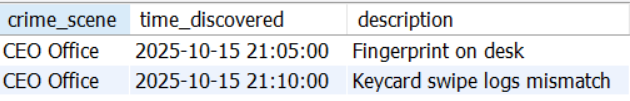 crime_scene time_discovered description
CEO Office 2025-10-15 21:05:00 Fingerprint on desk
CEO Office 2025-10-15 21:10:00 Keycard swipe logs mismatch